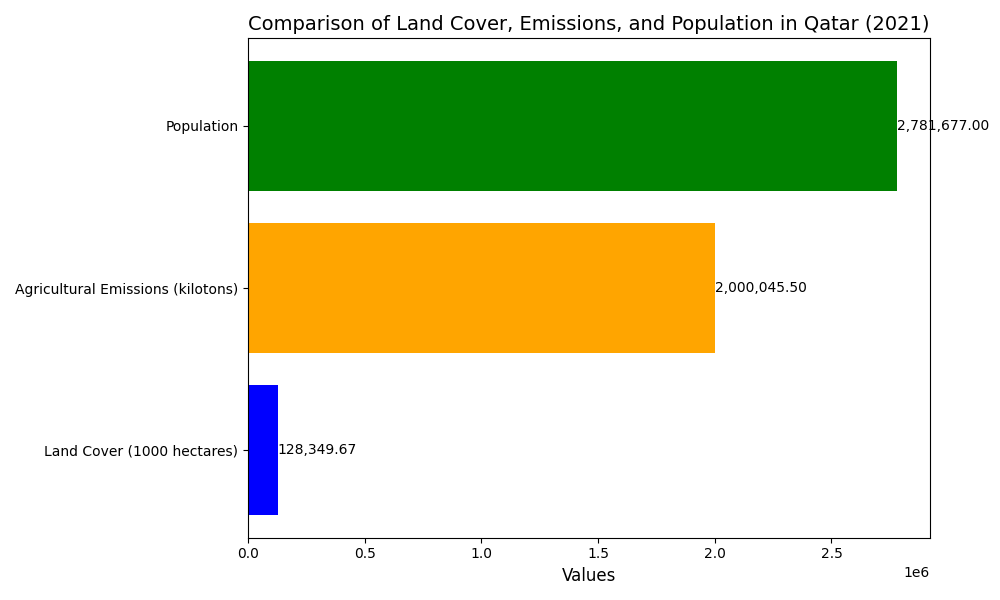 Comparison of Land Cover, Emissions, and Population in Qatar (2021)
Population
2,781,677.00
Agricultural Emissions (kilotons)
2,000,045.50
Land Cover (1000 hectares)
128,349.67
0.0 0.5 1.0 1.5 2.0 2.5
1e6
Values